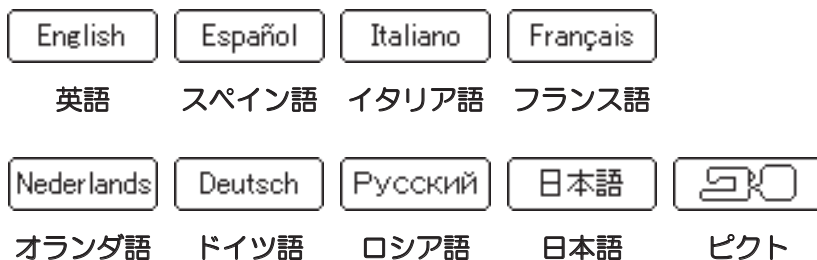 English Español Italiano Français
英語 スペイン語 イタリア語 フランス語
Nederlands Deutsch Русский 日本語
オランダ語 ドイツ語 ロシア語 日本語 ピクト